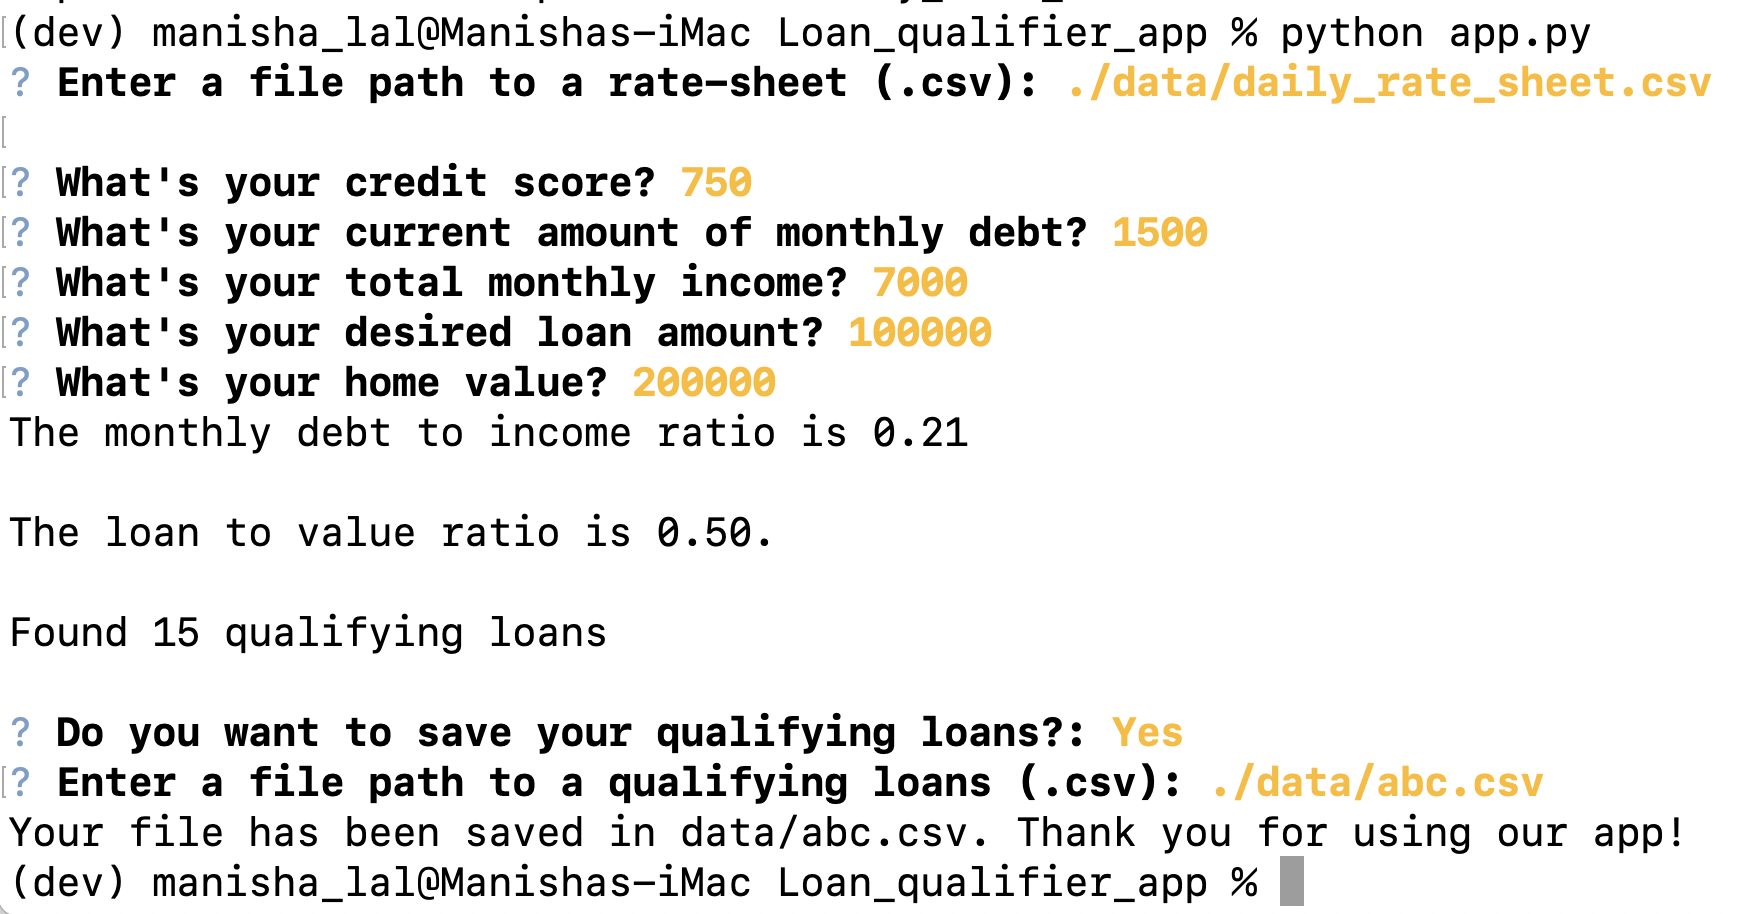 (dev) manisha_lal@Manishas-iMac Loan_qualifier_app % python app.py
? Enter a file path to a rate-sheet (.csv): ./data/daily_rate_sheet.csv
? What's your credit score? 750
? What's your current amount of monthly debt? 1500
? What's your total monthly income? 7000
? What's your desired loan amount? 100000
? What's your home value? 200000
The monthly debt to income ratio is 0.21
The loan to value ratio is 0.50.
Found 15 qualifying loans
? Do you want to save your qualifying loans?: Yes
? Enter a file path to a qualifying loans (.csv): ./data/abc.csv
Your file has been saved in data/abc.csv. Thank you for using our app!
(dev) manisha_lal@Manishas-iMac Loan_qualifier_app %